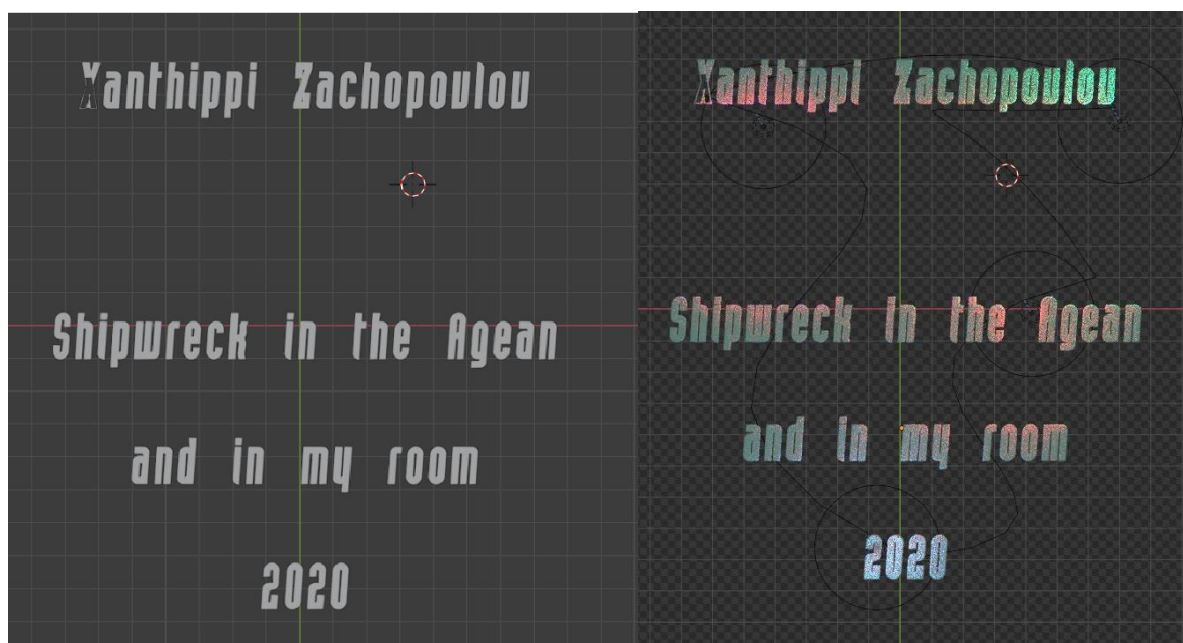 Xanthippi Zachopoulou
Shipwreck in the Agean
and in my room
2020
Xanthippi Zachopoulou
Shipwreck in the Agean
and in my room
2020